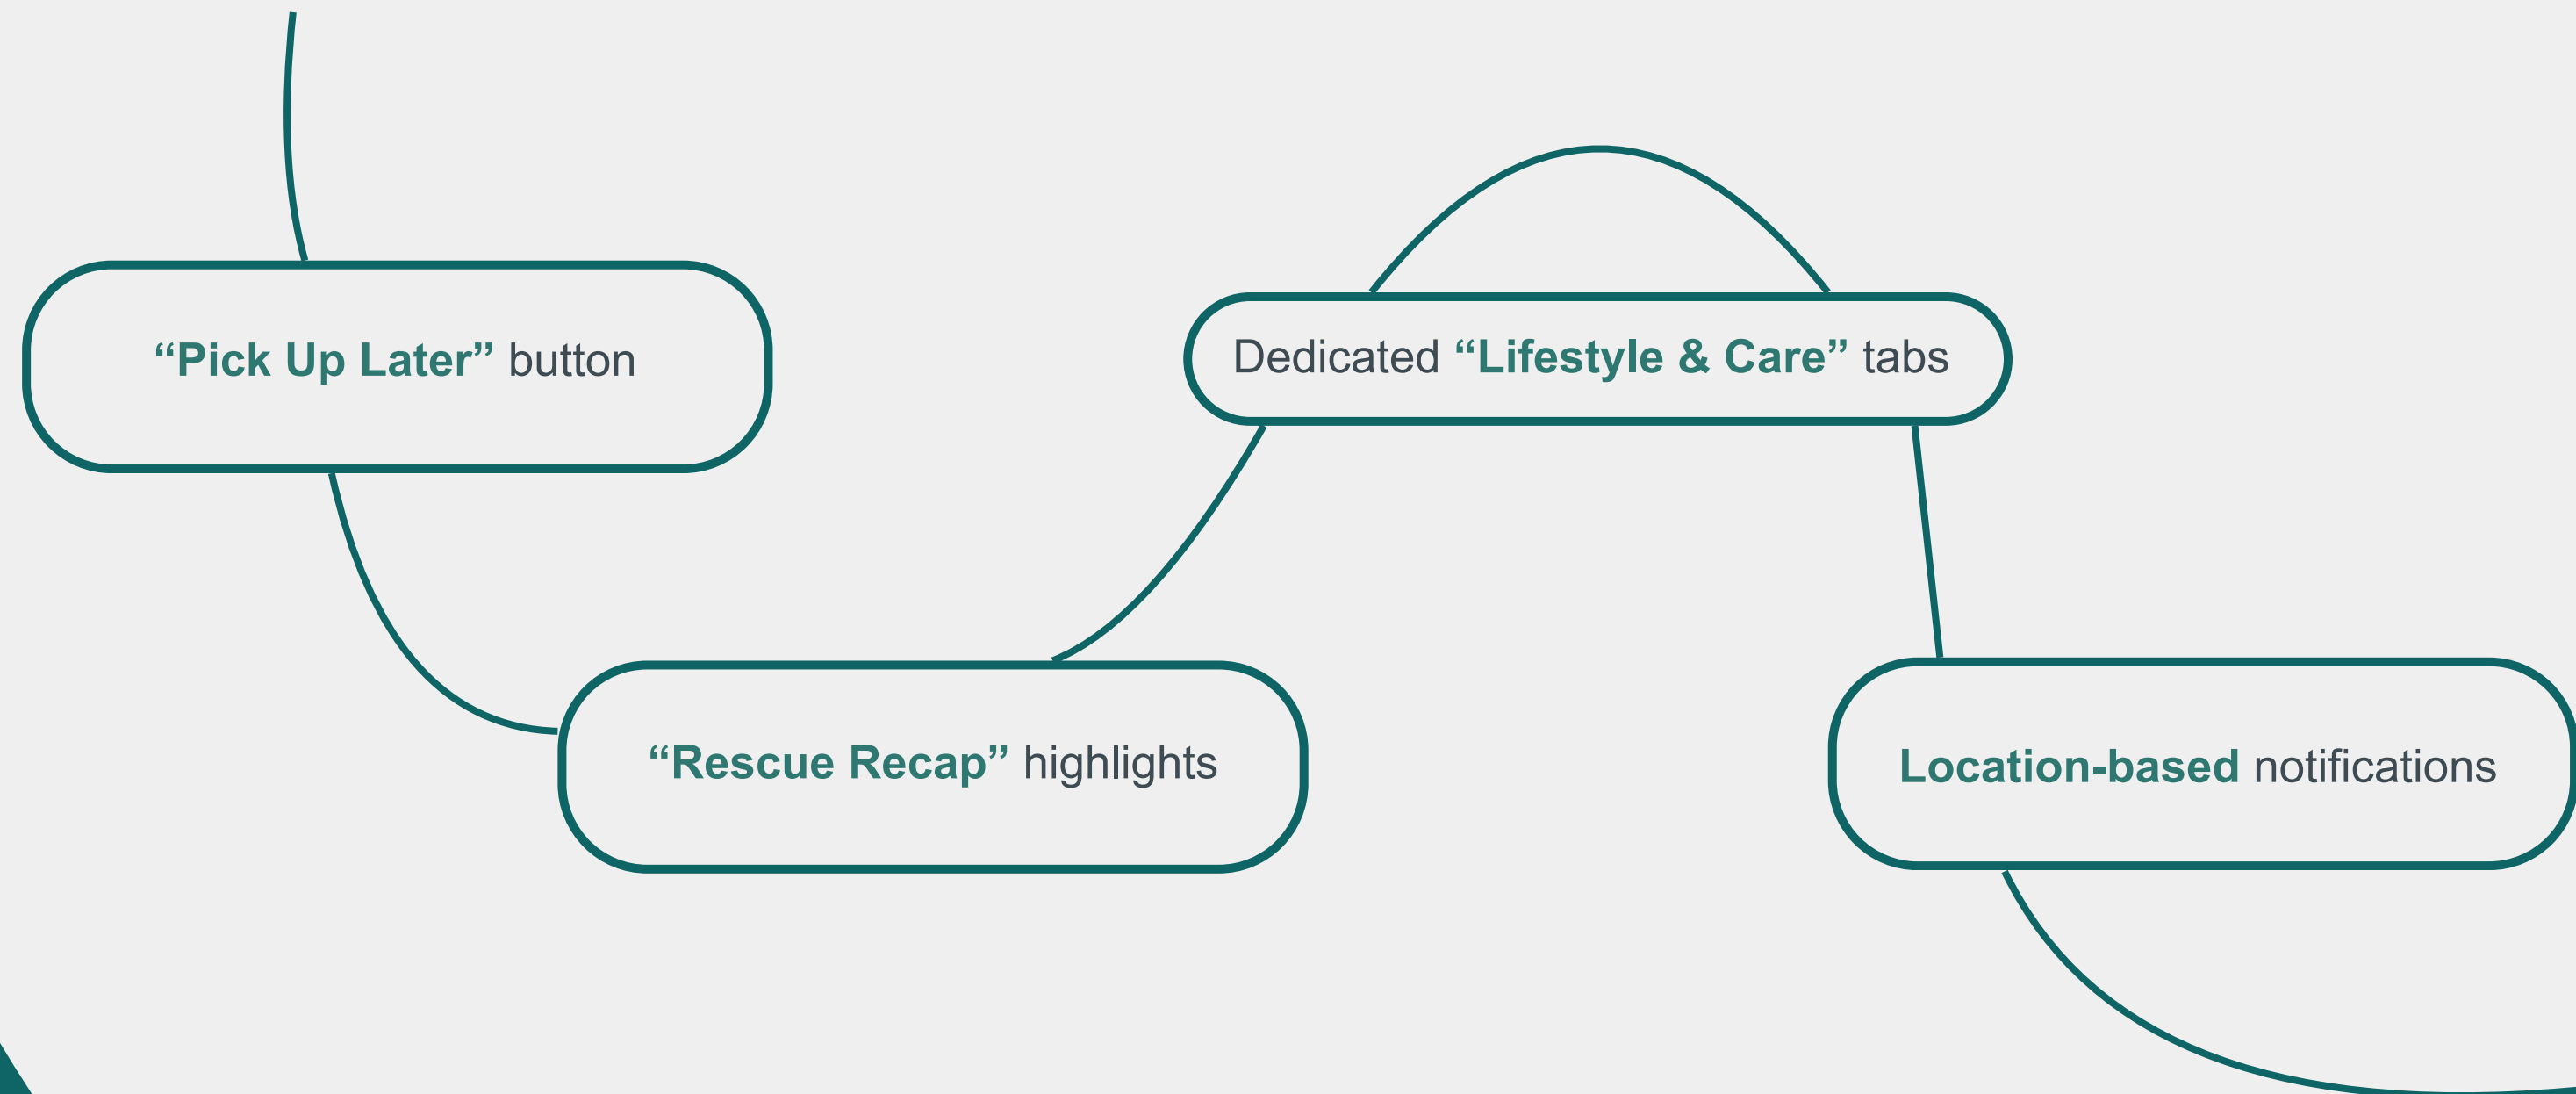 “Pick Up Later” button
Dedicated “Lifestyle & Care” tabs
“Rescue Recap” highlights
Location-based notifications